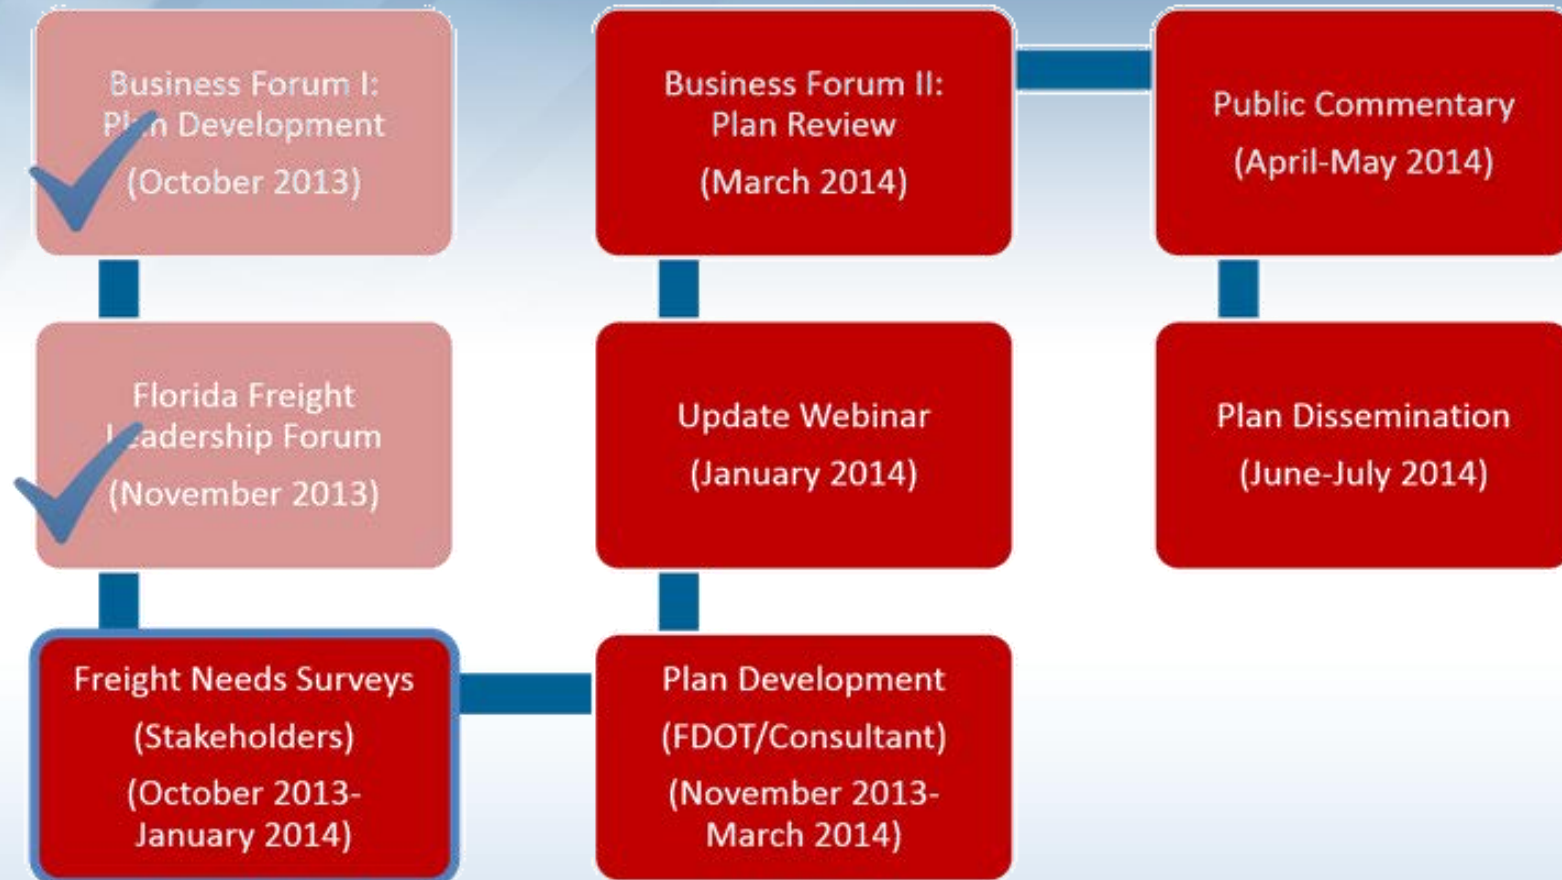 Business Forum I:
Plan Development
(October 2013)
Florida Freight
Leadership Forum
(November 2013)
Freight Needs Surveys
(Stakeholders)
(October 2013-
January 2014)
Plan Development
(FDOT/Consultant)
(November 2013-
March 2014)
Update Webinar
(January 2014)
Business Forum II:
Plan Review
(March 2014)
Public Commentary
(April-May 2014)
Plan Dissemination
(June-July 2014)